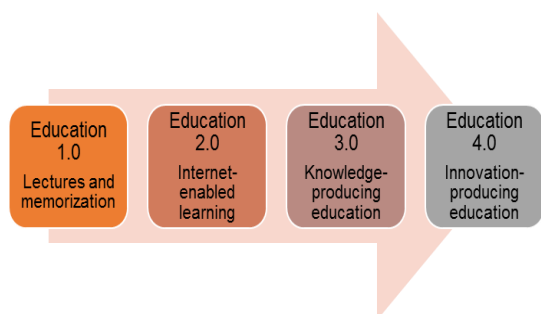 Education
1.0
Lectures and
memorization
Education
2.0
Internet-
enabled
learning
Education
3.0
Knowledge-
producing
education
Education
4.0
Innovation-
producing
education